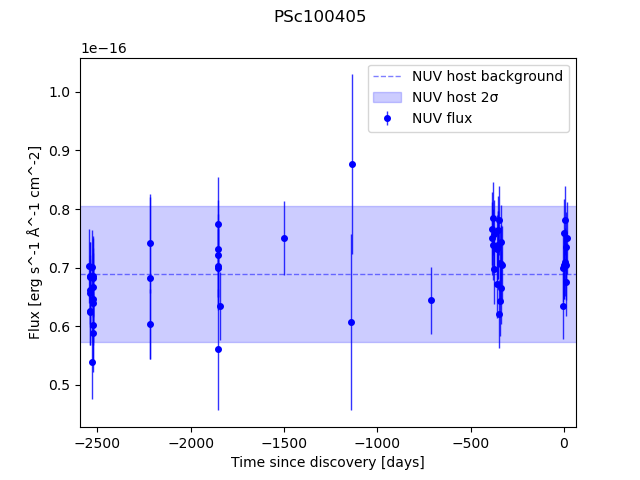 PSc100405
1e−16
NUV host background
NUV host 2σ
NUV flux
1.0
0.9
0.8
0.7
0.6
0.5
Flux [erg s^-1 Å^-1 cm^-2]
−2500 −2000 −1500 −1000 −500 0
Time since discovery [days]